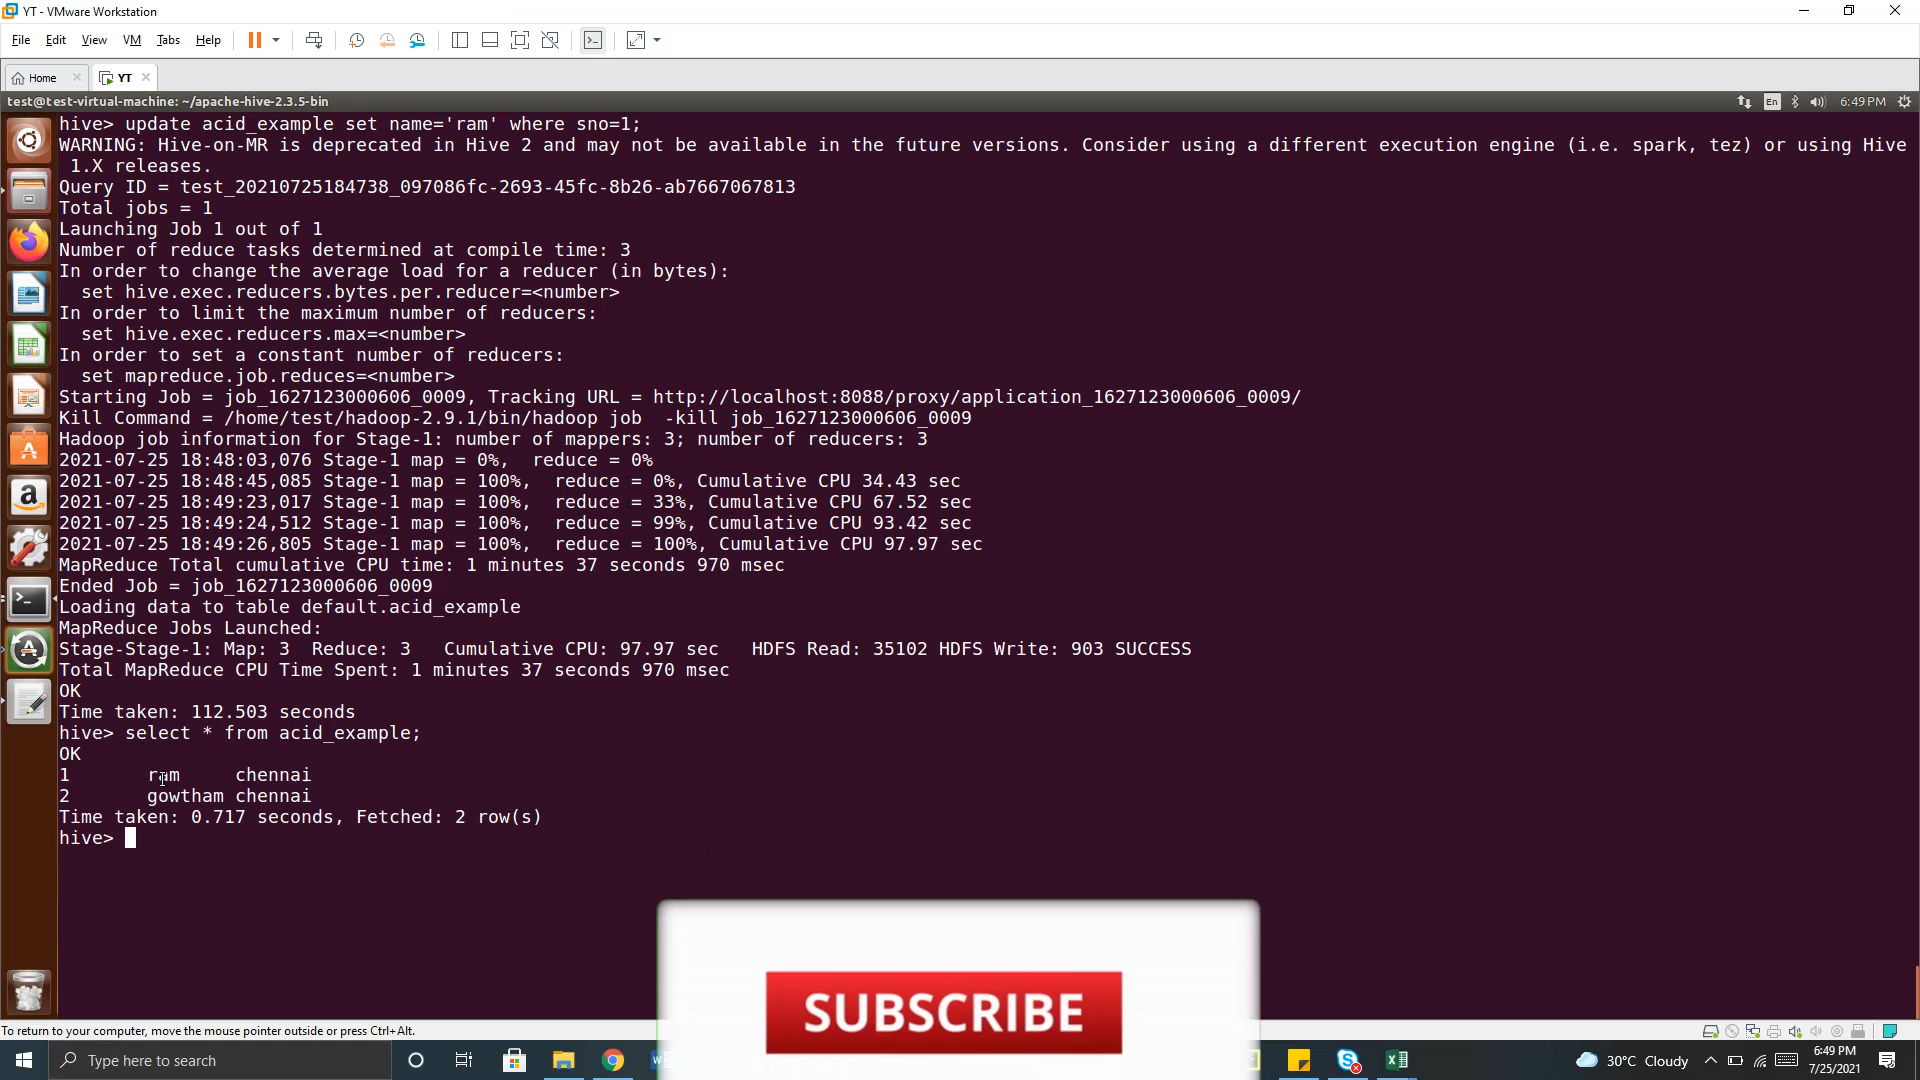 YT - VMware Workstation
File Edit View VM Tabs Help
Home YT
test@test-virtual-machine: ~/apache-hive-2.3.5-bin En 6:49 PM
hive> update acid_example set name='ram' where sno=1;
WARNING: Hive-on-MR is deprecated in Hive 2 and may not be available in the future versions. Consider using a different execution engine (i.e. spark, tez) or using Hive
1.X releases.
Query ID = test_20210725184738_097086fc-2693-45fc-8b26-ab7667067813
Total jobs = 1
Launching Job 1 out of 1
Number of reduce tasks determined at compile time: 3
In order to change the average load for a reducer (in bytes):
set hive.exec.reducers.bytes.per.reducer=<number>
In order to limit the maximum number of reducers:
set hive.exec.reducers.max=<number>
In order to set a constant number of reducers:
set mapreduce.job.reduces=<number>
Starting Job = job_1627123000606_0009, Tracking URL = http://localhost:8088/proxy/application_1627123000606_0009/
Kill Command = /home/test/hadoop-2.9.1/bin/hadoop job -kill job_1627123000606_0009
Hadoop job information for Stage-1: number of mappers: 3; number of reducers: 3
2021-07-25 18:48:03,076 Stage-1 map = 0%, reduce = 0%
2021-07-25 18:48:45,085 Stage-1 map = 100%, reduce = 0%, Cumulative CPU 34.43 sec
2021-07-25 18:49:23,017 Stage-1 map = 100%, reduce = 33%, Cumulative CPU 67.52 sec
2021-07-25 18:49:24,512 Stage-1 map = 100%, reduce = 99%, Cumulative CPU 93.42 sec
2021-07-25 18:49:26,805 Stage-1 map = 100%, reduce = 100%, Cumulative CPU 97.97 sec
MapReduce Total cumulative CPU time: 1 minutes 37 seconds 970 msec
Ended Job = job_1627123000606_0009
Loading data to table default.acid_example
MapReduce Jobs Launched:
Stage-Stage-1: Map: 3 Reduce: 3 Cumulative CPU: 97.97 sec HDFS Read: 35102 HDFS Write: 903 SUCCESS
Total MapReduce CPU Time Spent: 1 minutes 37 seconds 970 msec
OK
Time taken: 112.503 seconds
hive> select * from acid_example;
OK
1 ram chennai
2 gowtham chennai
Time taken: 0.717 seconds, Fetched: 2 row(s)
hive>
SUBSCRIBE
To return to your computer, move the mouse pointer outside or press Ctrl+Alt.
Type here to search 30°C Cloudy 6:49 PM
7/25/2021